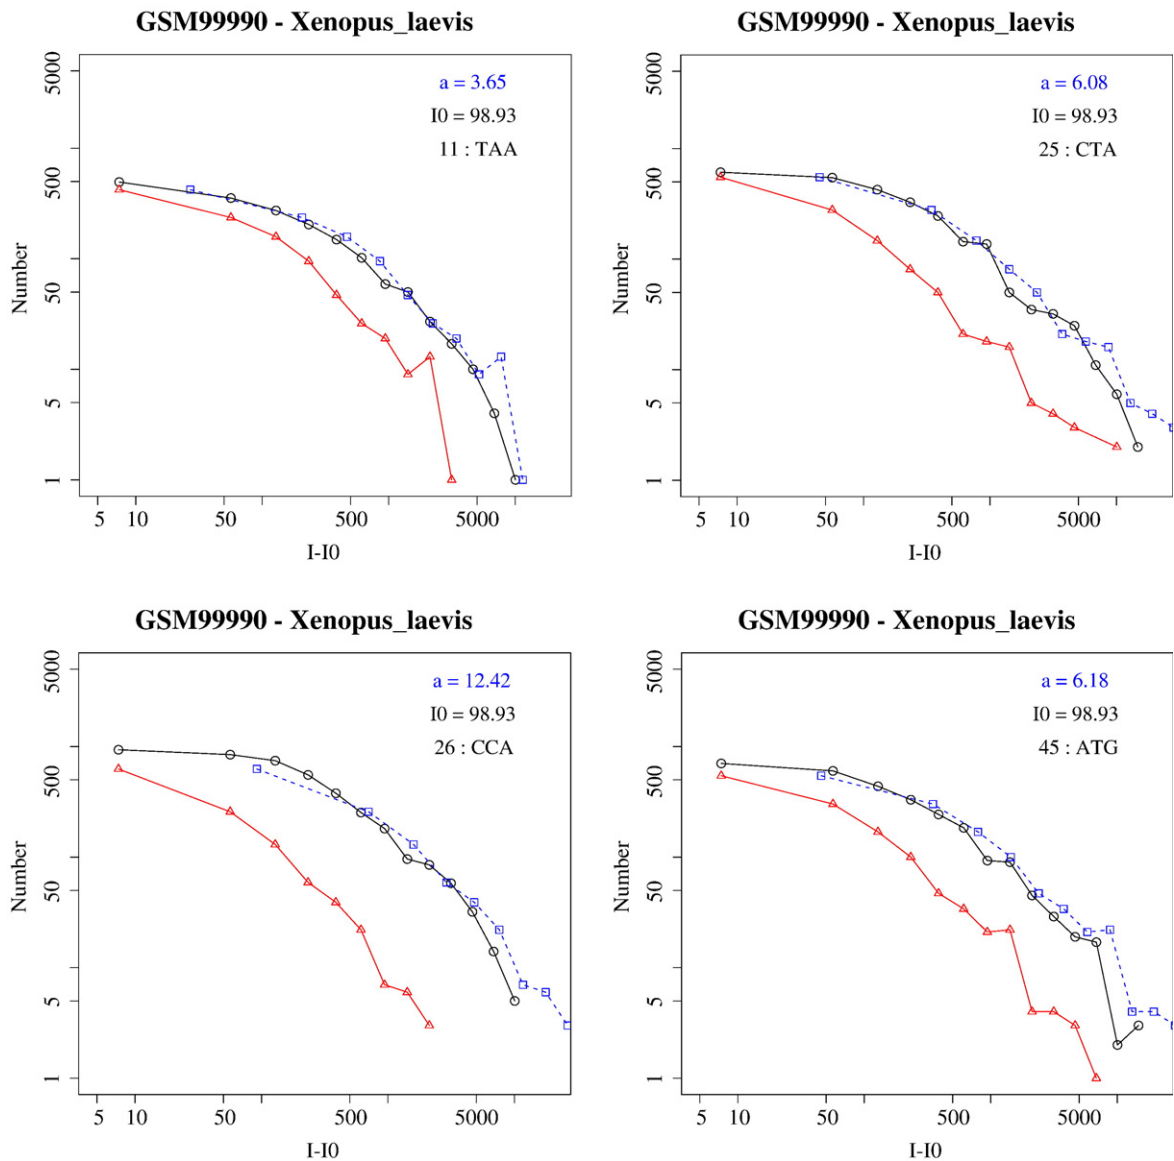 GSM99990 - Xenopus_laevis
5000
500
50
5
1
Number
a = 3.65
I0 = 98.93
11 : TAA
5 10 50 500 5000
I-I0
GSM99990 - Xenopus_laevis
5000
500
50
5
1
Number
a = 6.08
I0 = 98.93
25 : CTA
5 10 50 500 5000
I-I0
GSM99990 - Xenopus_laevis
5000
500
50
5
1
Number
a = 12.42
I0 = 98.93
26 : CCA
5 10 50 500 5000
I-I0
GSM99990 - Xenopus_laevis
5000
500
50
5
1
Number
a = 6.18
I0 = 98.93
45 : ATG
5 10 50 500 5000
I-I0